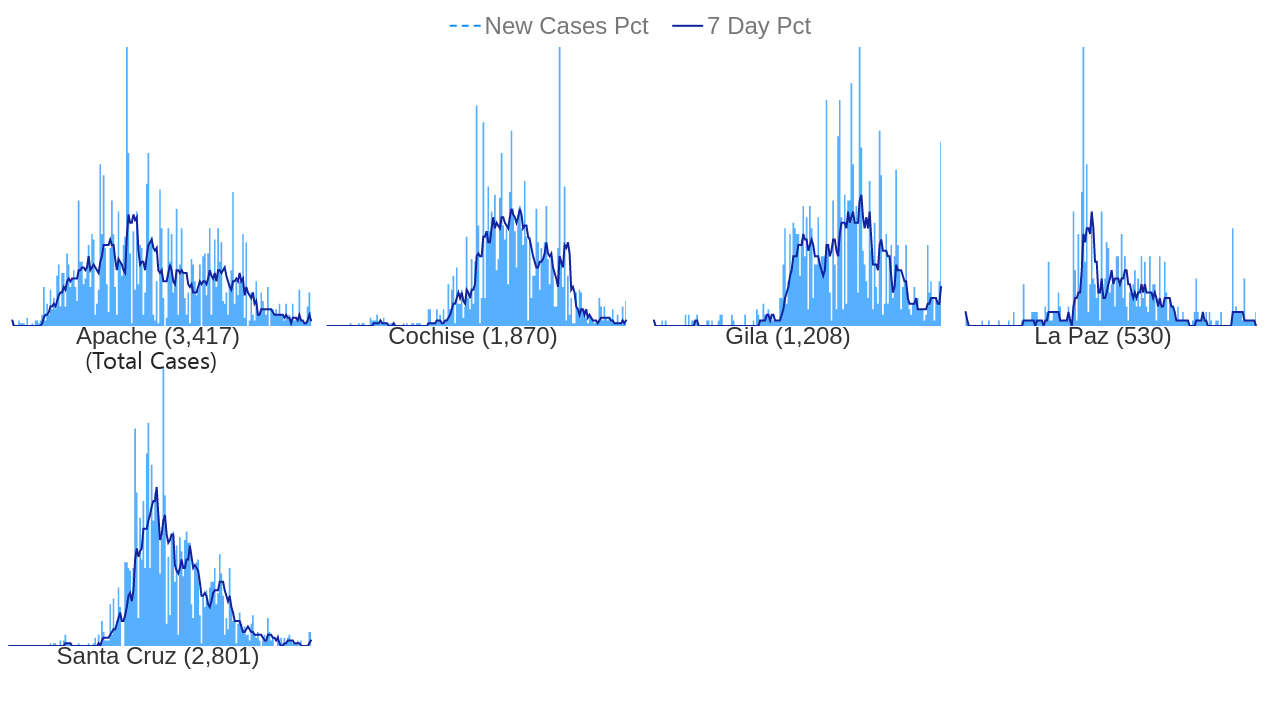 New Cases Pct 7 Day Pct
Apache (3,417) Cochise (1,870) Gila (1,208) La Paz (530)
(Total Cases)
Santa Cruz (2,801)